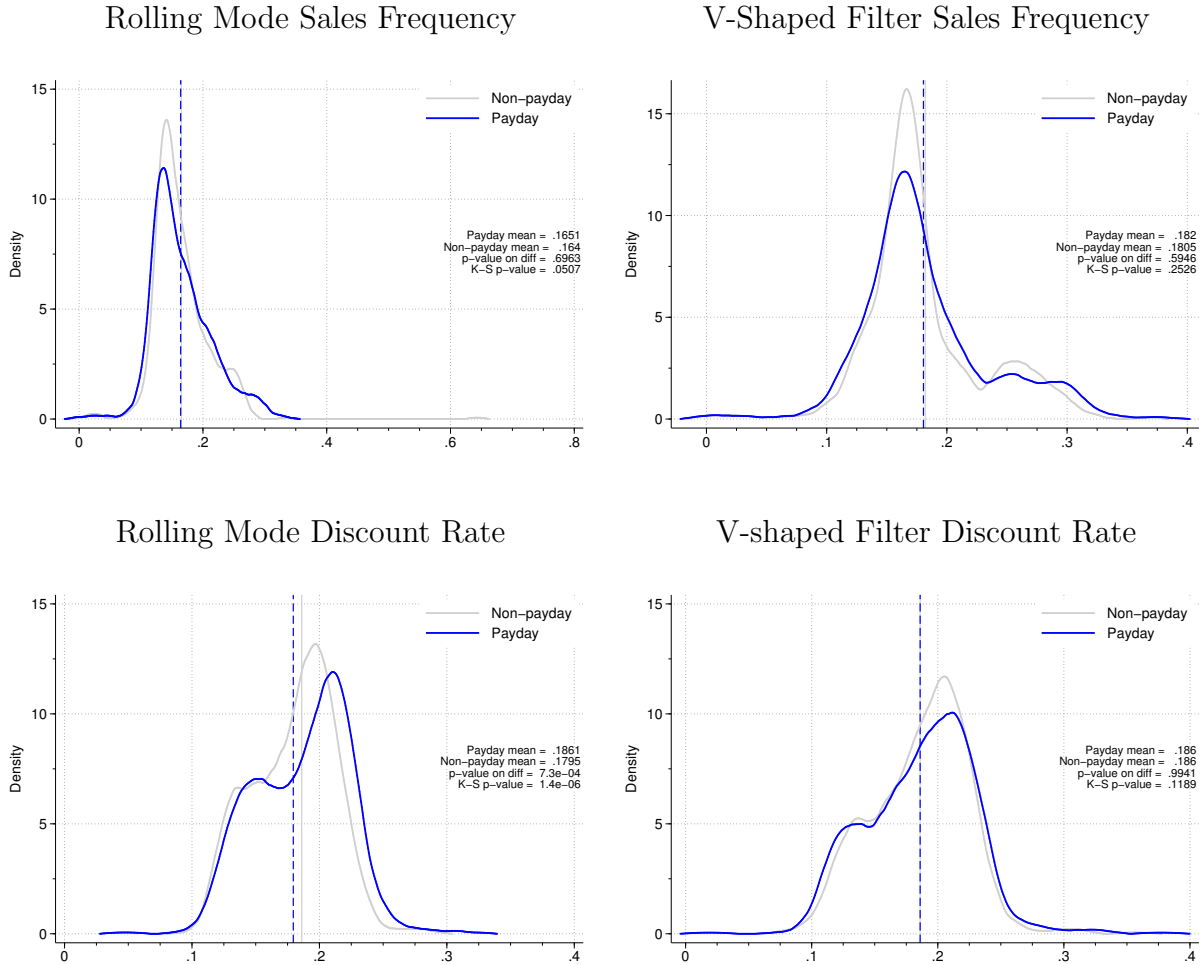 Rolling Mode Sales Frequency
Non−payday
Payday
Payday mean = .1651
Non−payday mean = .164
p−value on diff = .6963
K−S p−value = .0507
Density
15
10
5
0
0 .2 .4 .6 .8
V-Shaped Filter Sales Frequency
Non−payday
Payday
Payday mean = .182
Non−payday mean = .1805
p−value on diff = .5946
K−S p−value = .2526
Density
15
10
5
0
0 .1 .2 .3 .4
Rolling Mode Discount Rate
Non−payday
Payday
Payday mean = .1861
Non−payday mean = .1795
p−value on diff = 7.3e−04
K−S p−value = 1.4e−06
Density
15
10
5
0
0 .1 .2 .3 .4
V-shaped Filter Discount Rate
Non−payday
Payday
Payday mean = .186
Non−payday mean = .186
p−value on diff = .9941
K−S p−value = .1189
Density
15
10
5
0
0 .1 .2 .3 .4